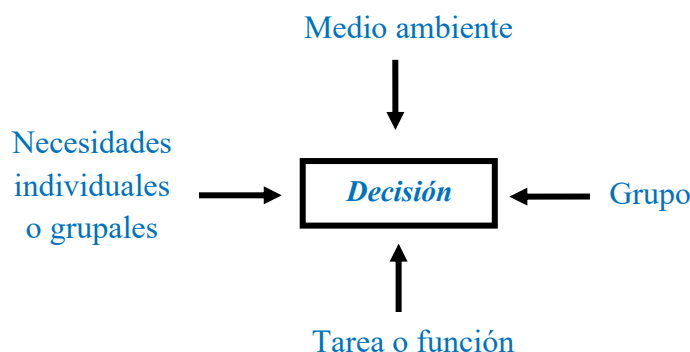 Medio ambiente
Necesidades
individuales
o grupales
Decisión
Grupo
Tarea o función